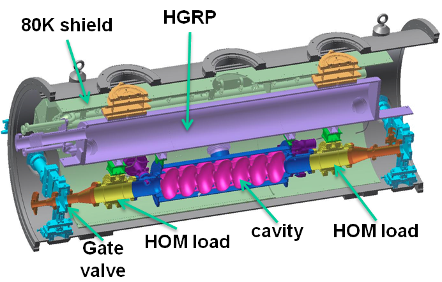 HGRP
80K shield
cavity
HOM load
HOM load
Gate
valve